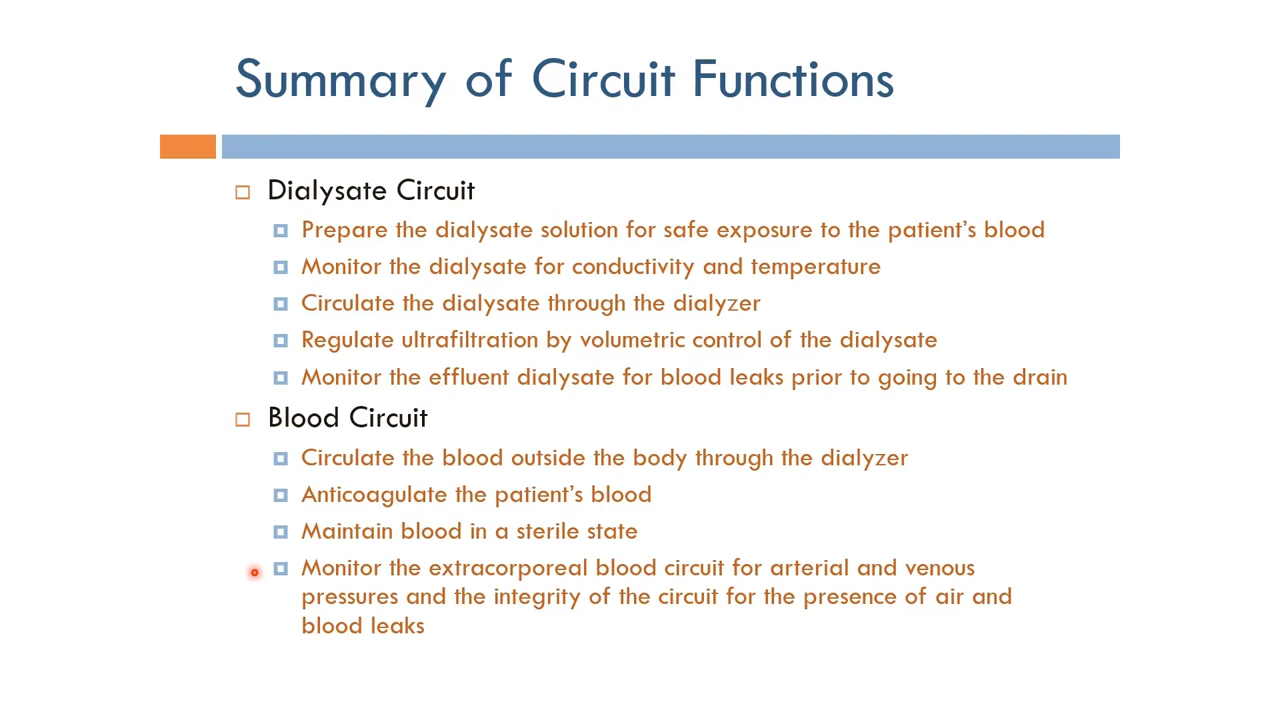 Summary of Circuit Functions
Dialysate Circuit
Prepare the dialysate solution for safe exposure to the patient’s blood
Monitor the dialysate for conductivity and temperature
Circulate the dialysate through the dialyzer
Regulate ultrafiltration by volumetric control of the dialysate
Monitor the effluent dialysate for blood leaks prior to going to the drain
Blood Circuit
Circulate the blood outside the body through the dialyzer
Anticoagulate the patient’s blood
Maintain blood in a sterile state
Monitor the extracorporeal blood circuit for arterial and venous
pressures and the integrity of the circuit for the presence of air and
blood leaks